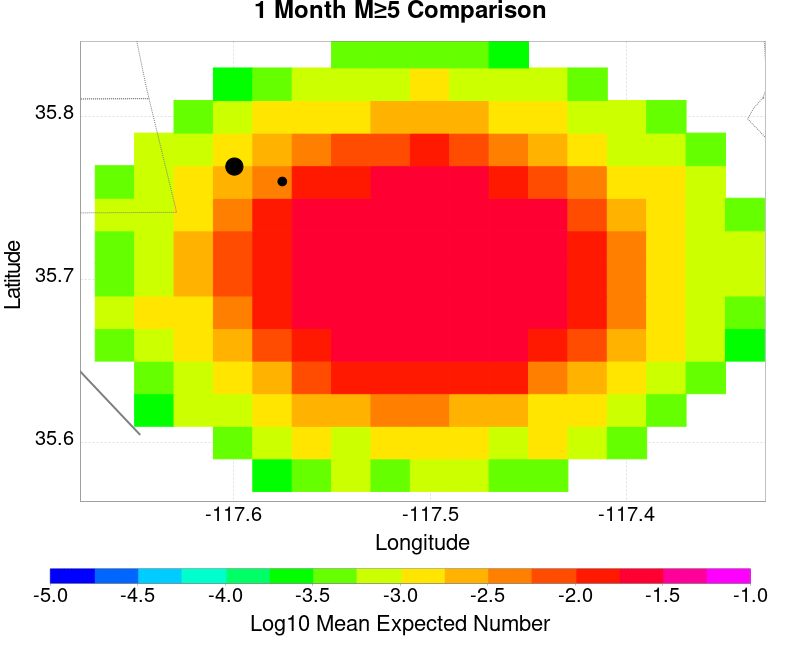 1 Month M≥5 Comparison
Latitude
35.8
35.7
35.6
-117.6 -117.5 -117.4
Longitude
-5.0 -4.5 -4.0 -3.5 -3.0 -2.5 -2.0 -1.5 -1.0
Log10 Mean Expected Number